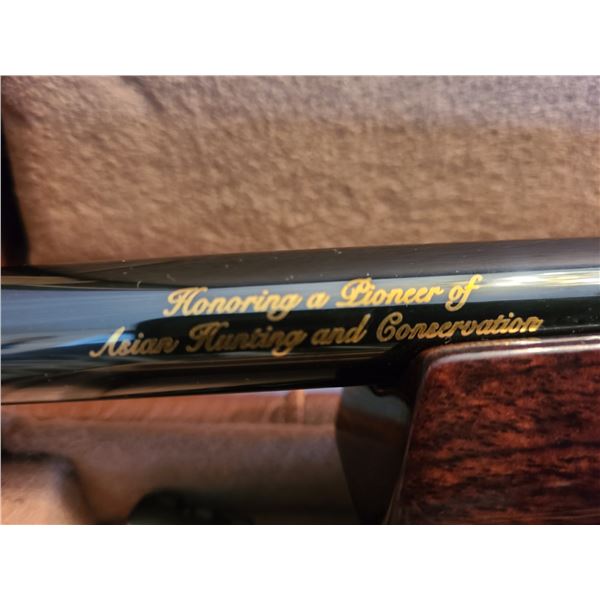 Honoring a Pioneer of
Asian Hunting and Conservation